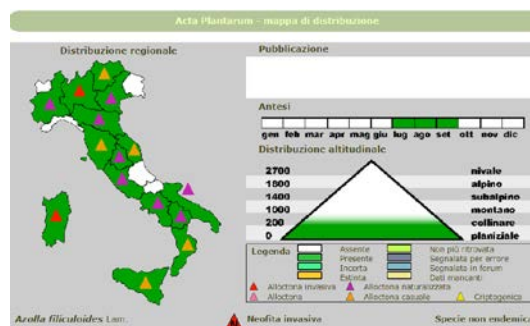 Acta Plantarum - mappa di distribuzione
Distribuzione regionale
Pubblicazione
Antesi
gen feb mar apr mag giu lug ago set ott nov dic
Distribuzione altitudinale
2700 nivale
1800 alpino
1400 subalpino
1000 montano
200 collinare
0 planiziale
Legenda
Assente Non più ritrovata
Presente Segnalata per errore
Incerta Segnalata in forum
Estinta Dati mancanti
Alloctona invasiva Alloctona naturalizzata
Alloctona Alloctona casuale Criptogenica
Azolla filiculoides Lam. Neofita invasiva Specie non endemic